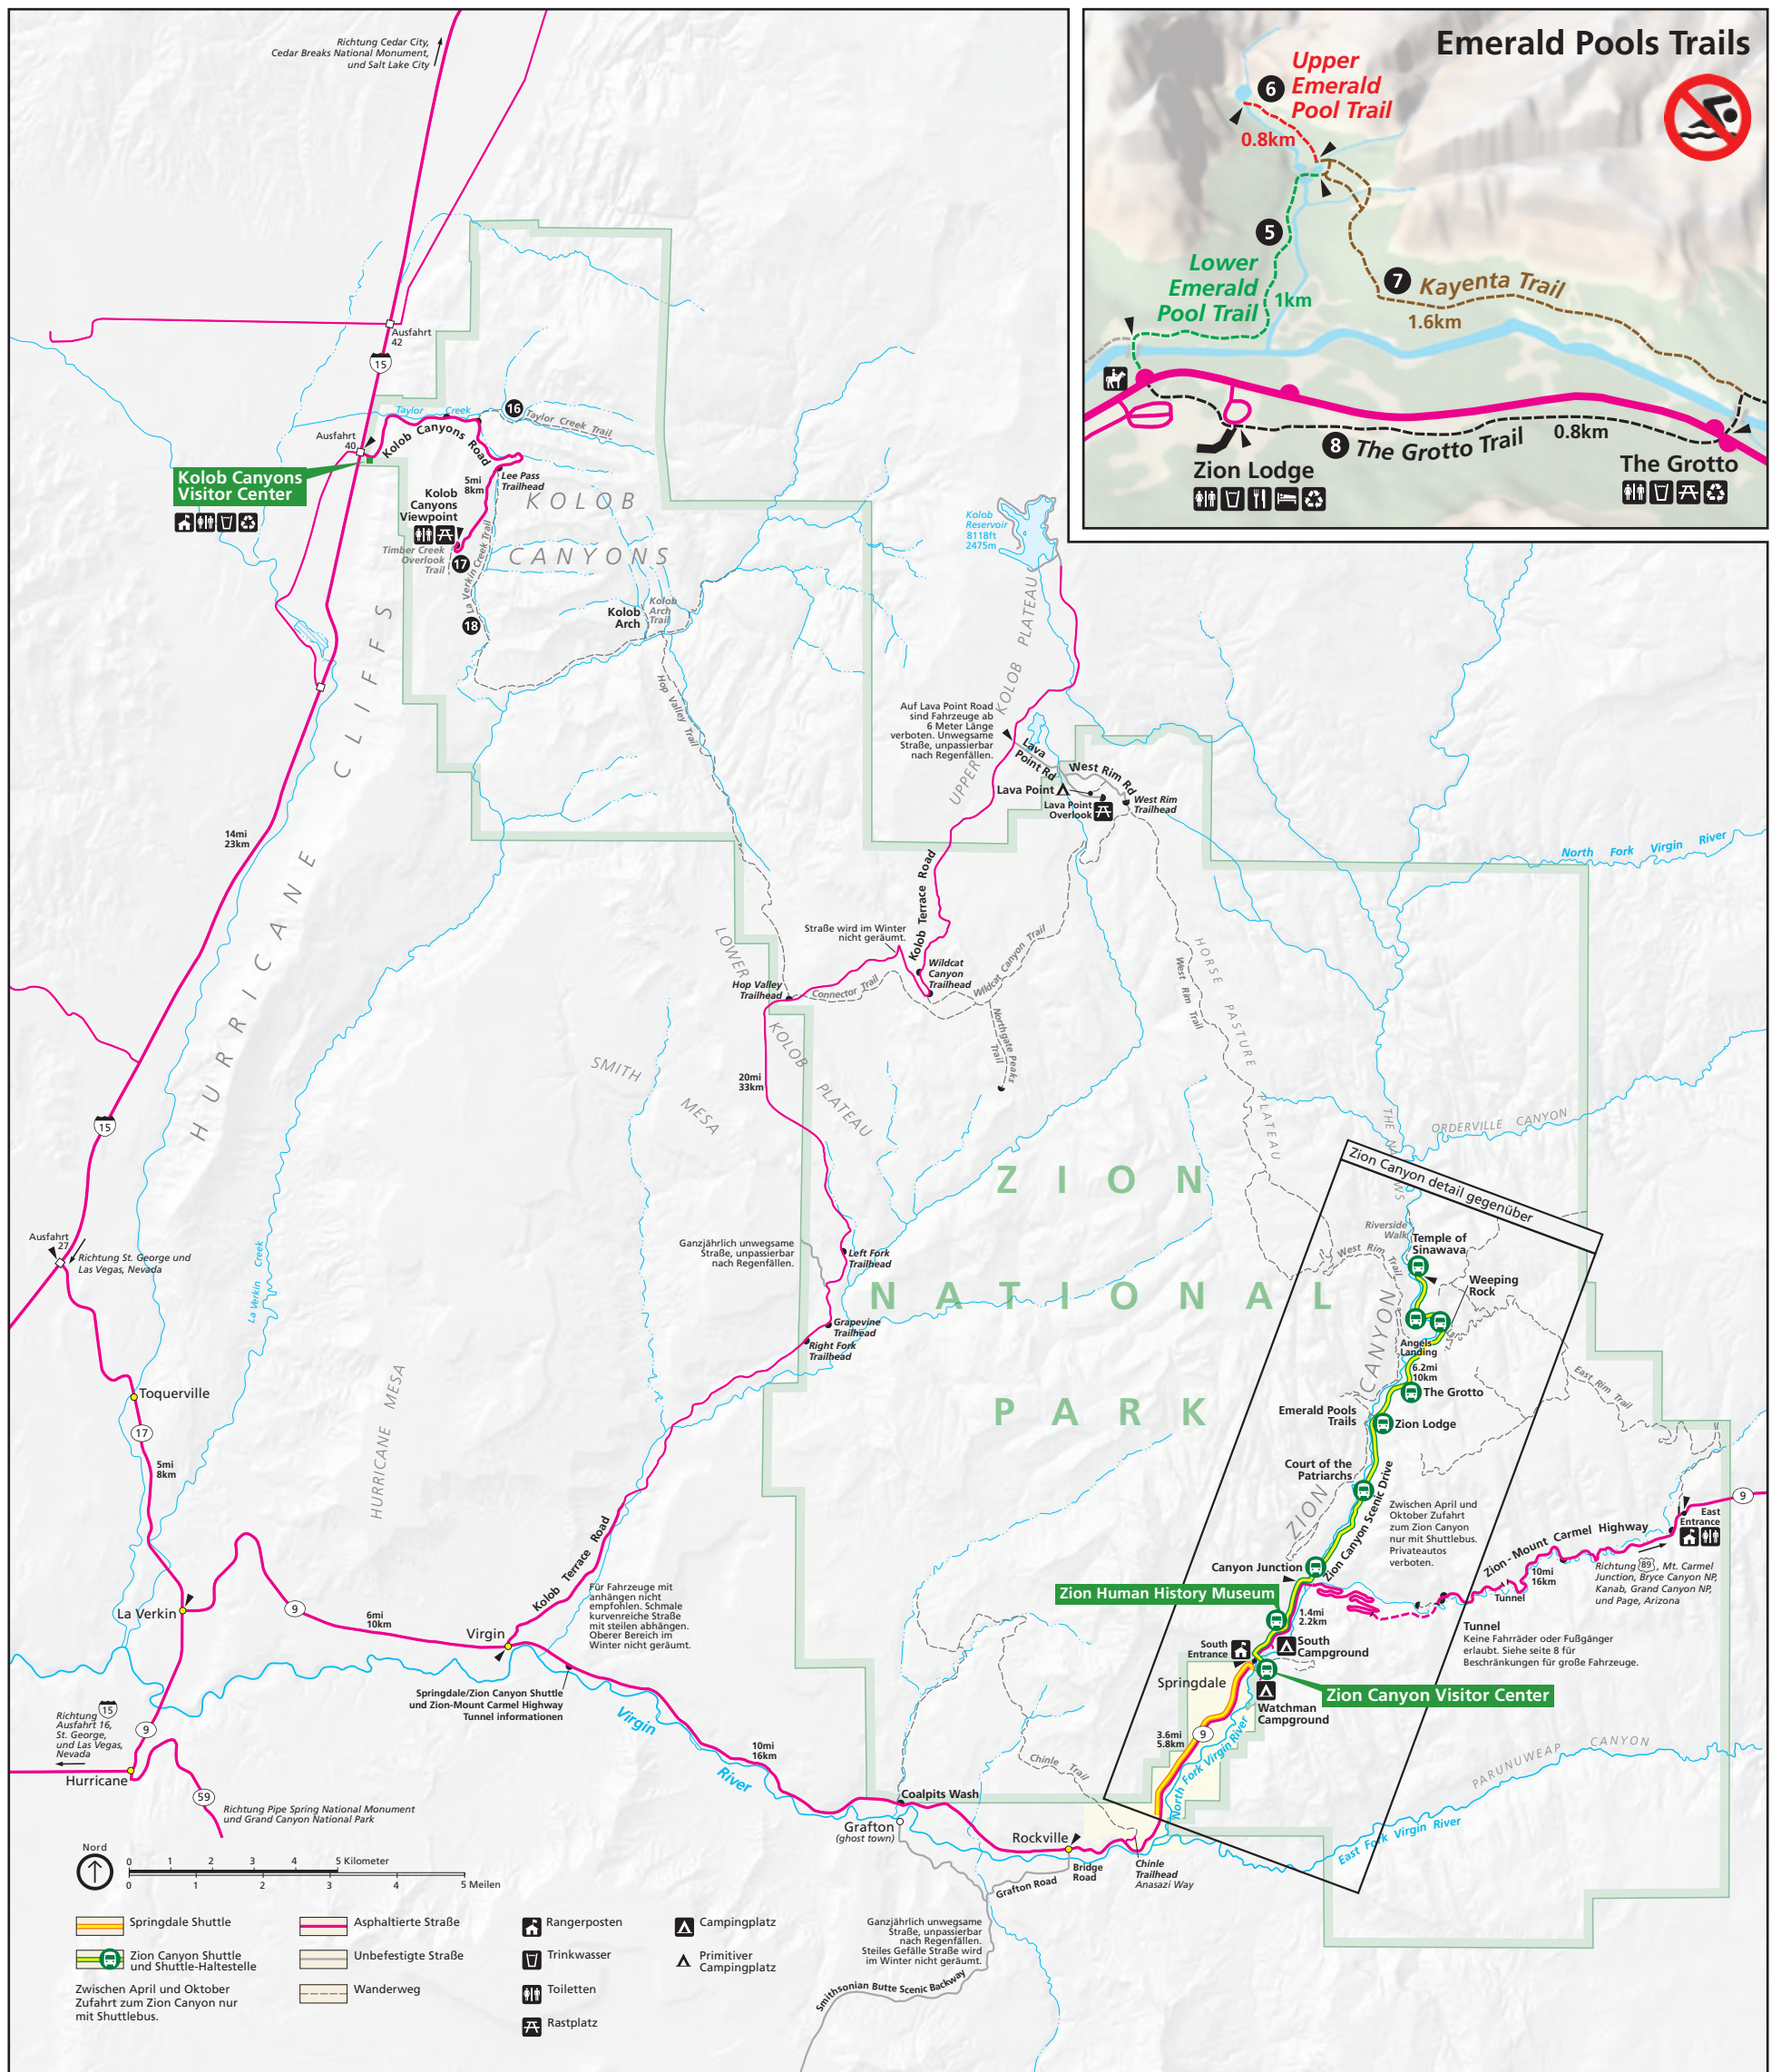 Richtung Cedar City,
Cedar Breaks National Monument,
und Salt Lake City
Emerald Pools Trails
6
Upper
Emerald
Pool Trail
0.8km
5
Lower
Emerald
Pool Trail
1km
7
Kayenta Trail
1.6km
8
The Grotto Trail
0.8km
Zion Lodge
The Grotto
Ausfahrt
42
15
Taylor Creek
16
Taylor Creek Trail
Ausfahrt
40
Kolob Canyons Road
Kolob Canyons
Visitor Center
Lee Pass
Trailhead
5mi
8km
Kolob
Canyons
Viewpoint
KOLOB
CANYONS
Timber Creek
Overlook
Trail
17
La Verkin Creek Trail
18
Kolob
Arch
Kolob
Arch
Trail
Hop Valley Trail
Kolob
Reservoir
8118ft
2475m
UPPER KOLOB PLATEAU
Auf Lava Point Road
sind Fahrzeuge ab
6 Meter Länge
verboten. Unwegsame
Straße, unpassierbar
nach Regenfällen.
Lava
Point Rd
West Rim Rd
Lava Point
Lava Point
Overlook
West Rim
Trailhead
North Fork Virgin River
14mi
23km
HURRICANE CLIFFS
Kolob Terrace Road
Straße wird im Winter
nicht geräumt.
Wildcat
Canyon
Trailhead
Wildcat Canyon Trail
Hop Valley
Trailhead
Connector Trail
Northgate Peaks
Trail
LOWER
KOLOB
PLATEAU
West Rim Trail
HORSE PASTURE
PLATEAU
SMITH
MESA
20mi
33km
15
THE NARROWS
ORDERVILLE CANYON
ZION
NATIONAL
PARK
Zion Canyon detail gegenüber
Riverside
Walk
Temple of
Sinawava
West Rim Trail
Weeping
Rock
Angels
Landing
6.2mi
10km
The Grotto
Emerald Pools
Trails
Zion Lodge
East Rim Trail
Court of the
Patriarchs
ZION CANYON
Zion Canyon Scenic Drive
Zwischen April und
Oktober Zufahrt
zum Zion Canyon
nur mit Shuttlebus.
Privateautos
verboten.
Canyon Junction
Zion Human History Museum
1.4mi
2.2km
South
Campground
South
Entrance
Springdale
Zion Canyon Visitor Center
Watchman
Campground
Zion - Mount Carmel Highway
10mi
16km
East
Entrance
9
Richtung 89, Mt. Carmel
Junction, Bryce Canyon NP,
Kanab, Grand Canyon NP,
und Page, Arizona
Tunnel
Tunnel
Keine Fahrräder oder Fußgänger
erlaubt. Siehe seite 8 für
Beschränkungen für große Fahrzeuge.
Ausfahrt
27
Richtung St. George und
Las Vegas, Nevada
La Verkin Creek
Ganzjährlich unwegsame
Straße, unpassierbar
nach Regenfällen.
Left Fork
Trailhead
Grapevine
Trailhead
Right Fork
Trailhead
Toquerville
17
5mi
8km
HURRICANE MESA
La Verkin
9
6mi
10km
Virgin
Kolob Terrace Road
Für Fahrzeuge mit
anhängen nicht
empfohlen. Schmale
kurvenreiche Straße
mit steilen abhängen.
Oberer Bereich im
Winter nicht geräumt.
Springdale/Zion Canyon Shuttle
und Zion-Mount Carmel Highway
Tunnel informationen
Virgin
River
Richtung 15
Ausfahrt 16,
St. George,
und Las Vegas,
Nevada
9
Hurricane
59
Richtung Pipe Spring National Monument
und Grand Canyon National Park
10mi
16km
3.6mi
5.8km
9
North Fork Virgin River
Chinle Trail
PARUNUWEAP CANYON
East Fork Virgin River
Coalpits Wash
Grafton
(ghost town)
Rockville
Bridge
Road
Grafton Road
Chinle
Trailhead
Anasazi Way
Ganzjährlich unwegsame
Straße, unpassierbar
nach Regenfällen.
Steiles Gefälle Straße wird
im Winter nicht geräumt.
Smithsonian Butte Scenic Backway
Nord
0 1 2 3 4 5 Kilometer
0 1 2 3 4 5 Meilen
Springdale Shuttle
Zion Canyon Shuttle
und Shuttle-Haltestelle
Zwischen April und Oktober
Zufahrt zum Zion Canyon nur
mit Shuttlebus.
Asphaltierte Straße
Unbefestigte Straße
Wanderweg
Rangerposten
Trinkwasser
Toiletten
Rastplatz
Campingplatz
Primitiver
Campingplatz